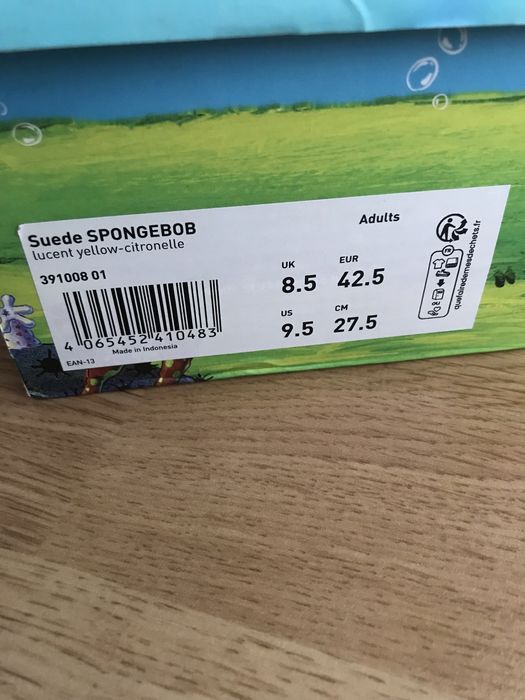 Suede SPONGEBOB
lucent yellow-citronelle
391008 01
4 065452 410483
Made in Indonesia
EAN-13
Adults
UK
8.5
EUR
42.5
US
9.5
CM
27.5
FR
quefairedemesdechets.fr